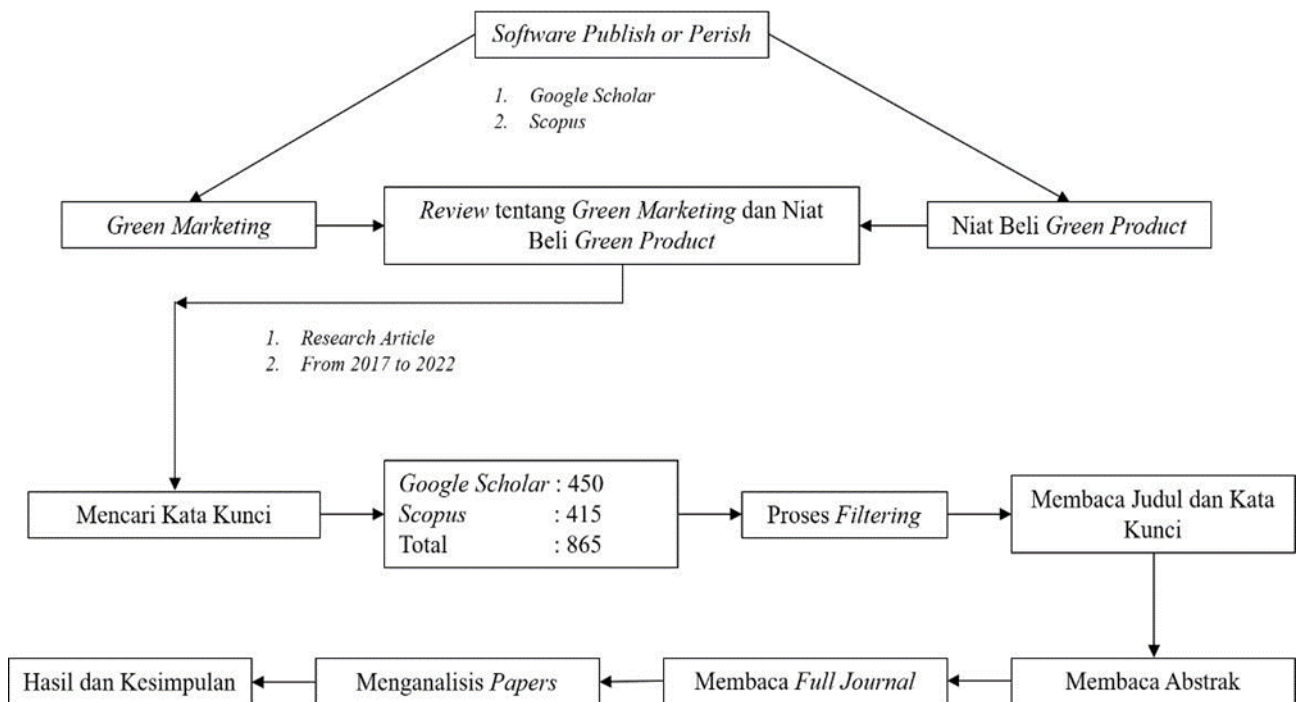 Software Publish or Perish
1. Google Scholar
2. Scopus
Green Marketing
Review tentang Green Marketing dan Niat
Beli Green Product
Niat Beli Green Product
1. Research Article
2. From 2017 to 2022
Mencari Kata Kunci
Google Scholar : 450
Scopus : 415
Total : 865
Proses Filtering
Membaca Judul dan Kata
Kunci
Hasil dan Kesimpulan
Menganalisis Papers
Membaca Full Journal
Membaca Abstrak